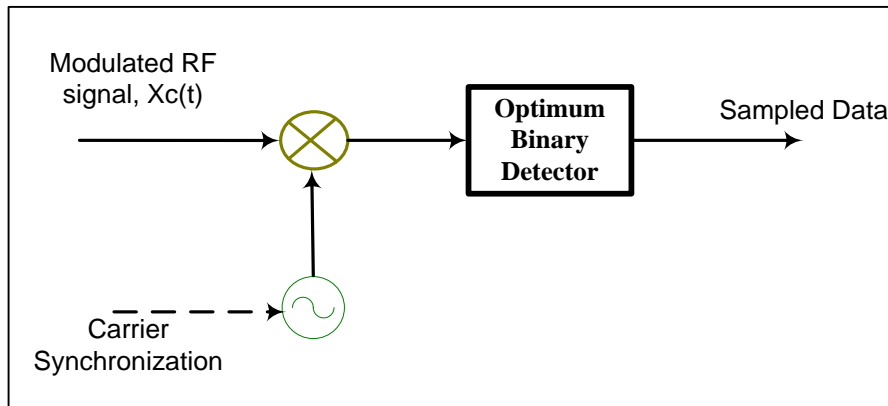 Modulated RF
signal, Xc(t)
Optimum
Binary
Detector
Sampled Data
Carrier
Synchronization